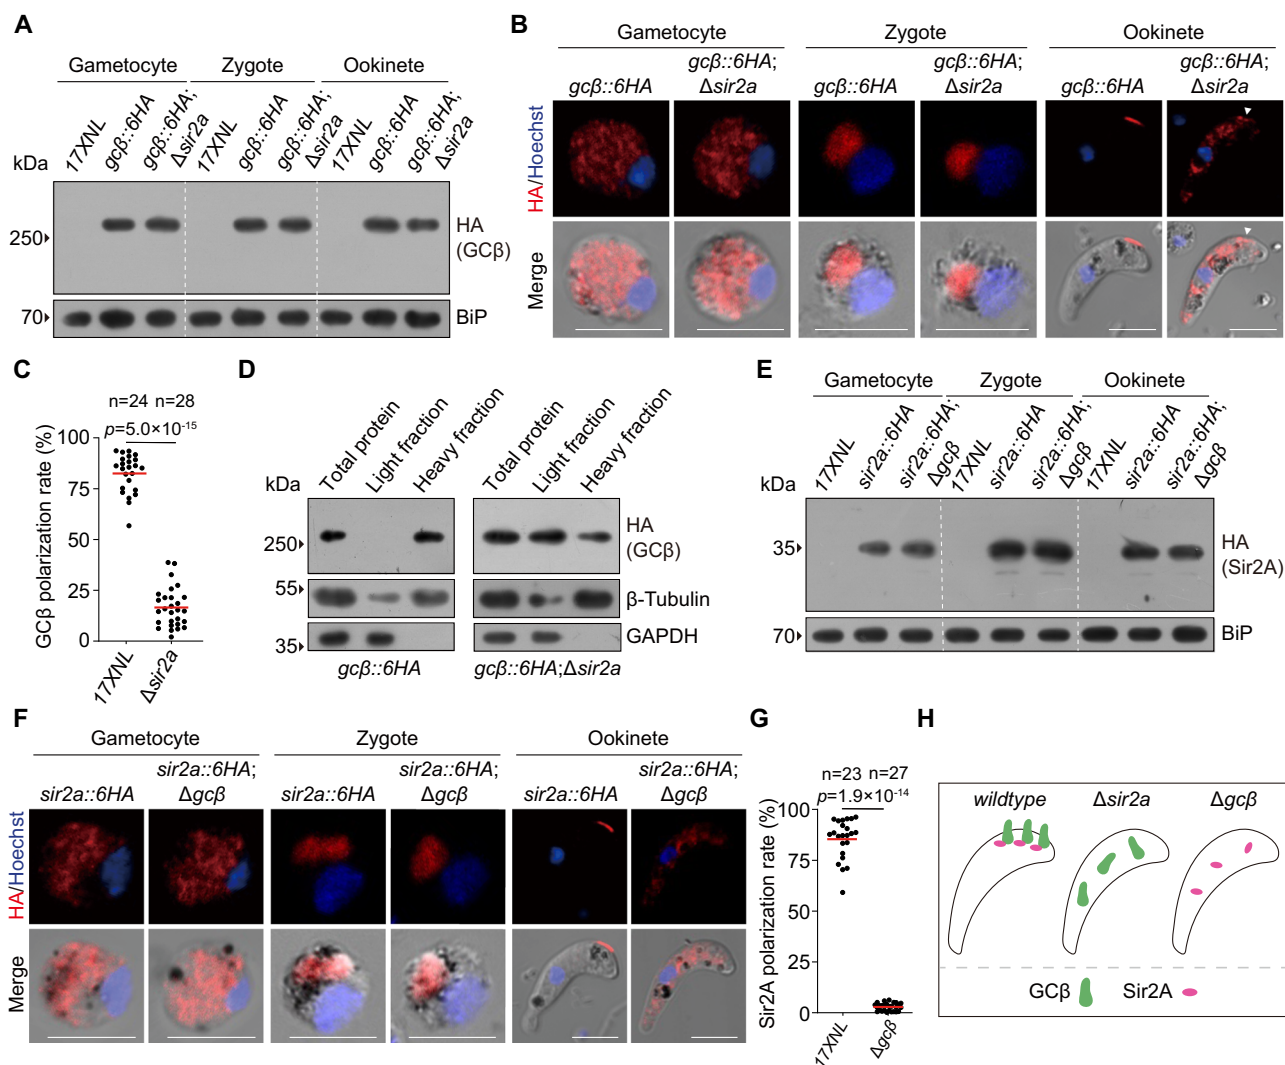 A
Gametocyte Zygote Ookinete
17XNL
gcβ::6HA
gcβ::6HA;
Δsir2a
17XNL
gcβ::6HA
gcβ::6HA;
Δsir2a
17XNL
gcβ::6HA
gcβ::6HA;
Δsir2a
kDa
250
HA
(GCβ)
70
BiP
B
Gametocyte Zygote Ookinete
gcβ::6HA
gcβ::6HA;
Δsir2a
gcβ::6HA
gcβ::6HA;
Δsir2a
gcβ::6HA
gcβ::6HA;
Δsir2a
HA/Hoechst
Merge
C
n=24 n=28
p=5.0×10⁻¹⁵
GCβ polarization rate (%)
100
75
50
25
0
17XNL
Δsir2a
D
Total protein
Light fraction
Heavy fraction
Total protein
Light fraction
Heavy fraction
kDa
250
HA
(GCβ)
55
β-Tubulin
35
GAPDH
gcβ::6HA
gcβ::6HA;Δsir2a
E
Gametocyte Zygote Ookinete
17XNL
sir2a::6HA
sir2a::6HA;
Δgcβ
17XNL
sir2a::6HA
sir2a::6HA;
Δgcβ
17XNL
sir2a::6HA
sir2a::6HA;
Δgcβ
kDa
35
HA
(Sir2A)
70
BiP
F
Gametocyte Zygote Ookinete
sir2a::6HA
sir2a::6HA;
Δgcβ
sir2a::6HA
sir2a::6HA;
Δgcβ
sir2a::6HA
sir2a::6HA;
Δgcβ
HA/Hoechst
Merge
G
n=23 n=27
p=1.9×10⁻¹⁴
Sir2A polarization rate (%)
100
75
50
25
0
17XNL
Δgcβ
H
wildtype Δsir2a Δgcβ
GCβ Sir2A